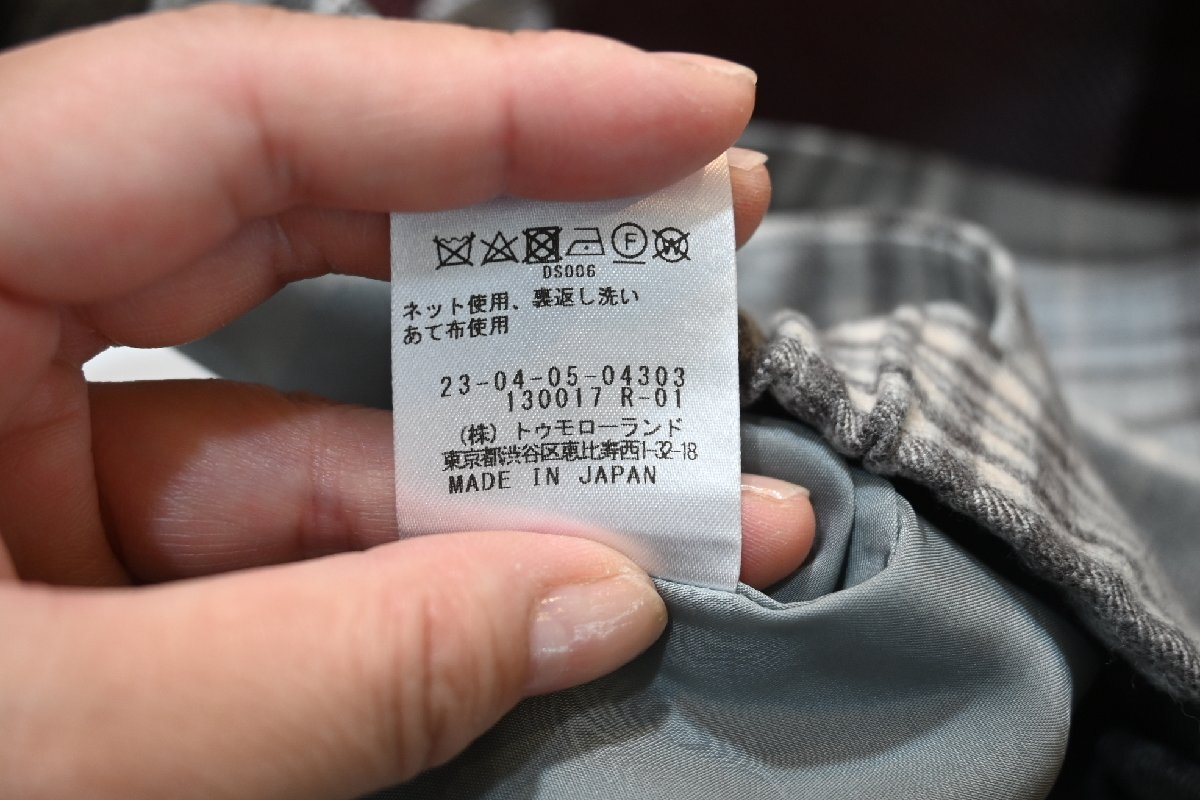 F W
DS006
ネット使用、裏返し洗い
あて布使用
23-04-05-04303
130017 R-01
(株)トゥモローランド
東京都渋谷区恵比寿西1-32-18
MADE IN JAPAN